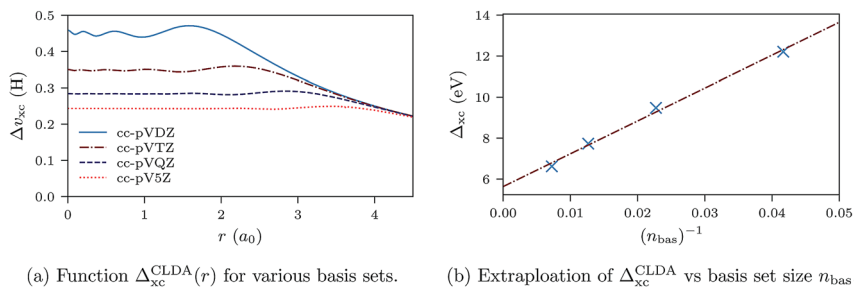 0.5
0.4
0.3
0.2
0.1
0.0
Δv_xc (H)
cc-pVDZ
cc-pVTZ
cc-pVQZ
cc-pV5Z
0 1 2 3 4
r (a_0)
14
12
10
8
6
Δ_xc (eV)
0.00 0.01 0.02 0.03 0.04 0.05
(n_bas)^−1
(a) Function Δ_xc^CLDA(r) for various basis sets.
(b) Extraploation of Δ_xc^CLDA vs basis set size n_bas